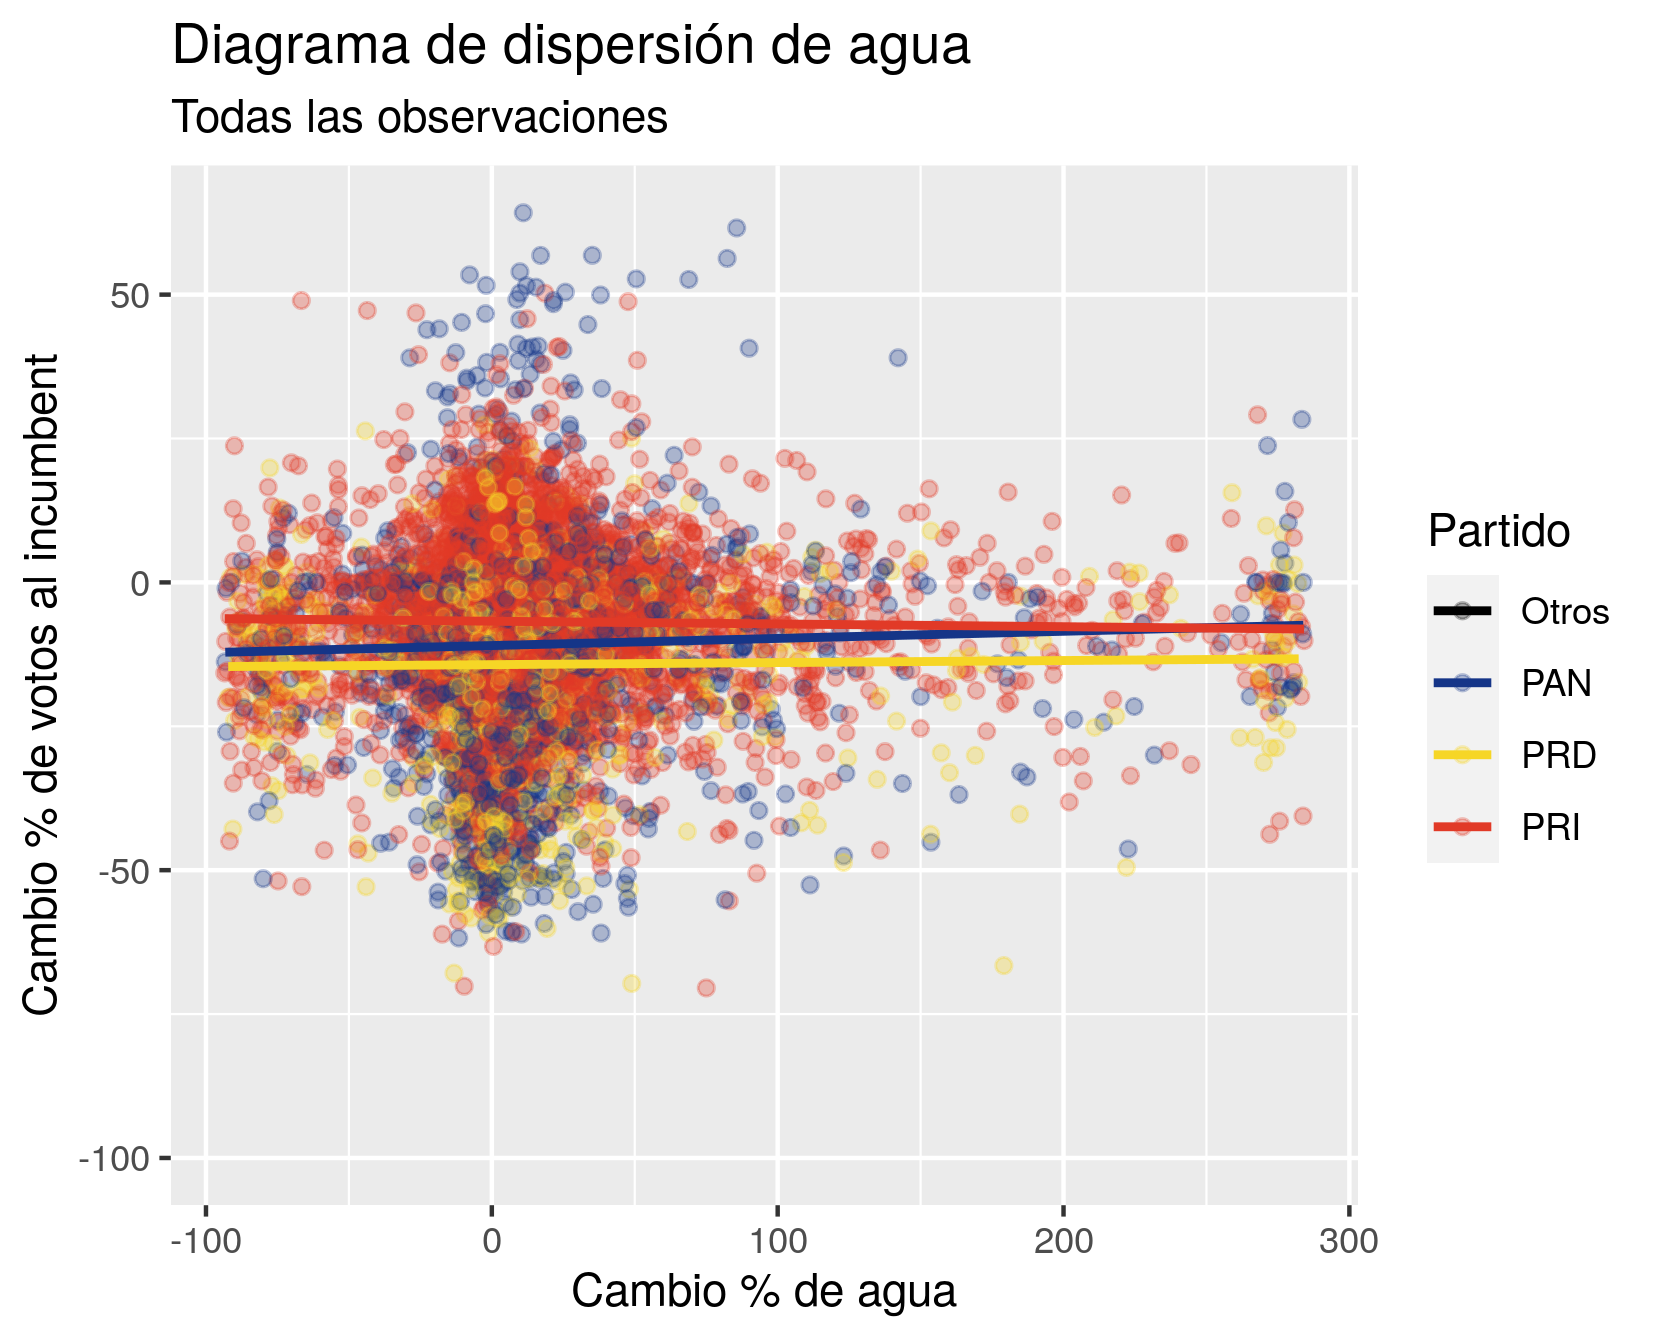 Diagrama de dispersión de agua
Todas las observaciones
Cambio % de votos al incumbent
50
0
-50
-100
-100
0
100
200
300
Cambio % de agua
Partido
Otros
PAN
PRD
PRI